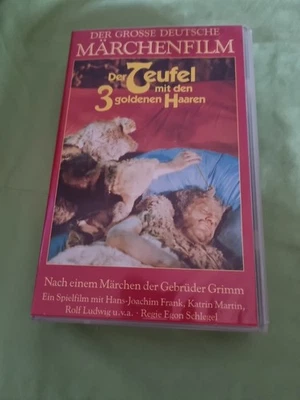 DER GROSSE DEUTSCHE
MÄRCHENFILM
Der Teufel
mit den
3 goldenen Haaren
Nach einem Märchen der Gebrüder Grimm
Ein Spielfilm mit Hans-Joachim Frank, Katrin Martin,
Rolf Ludwig u.v.a. · Regie Egon Schlegel